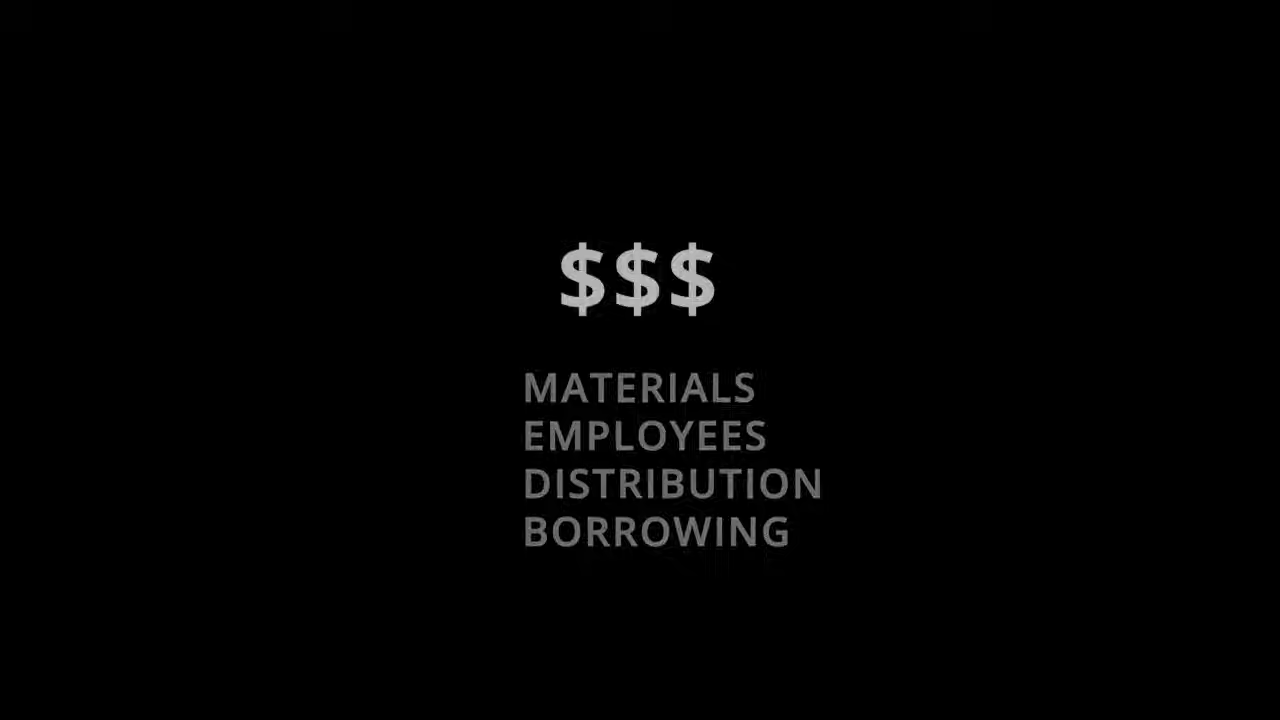 $$$
MATERIALS
EMPLOYEES
DISTRIBUTION
BORROWING